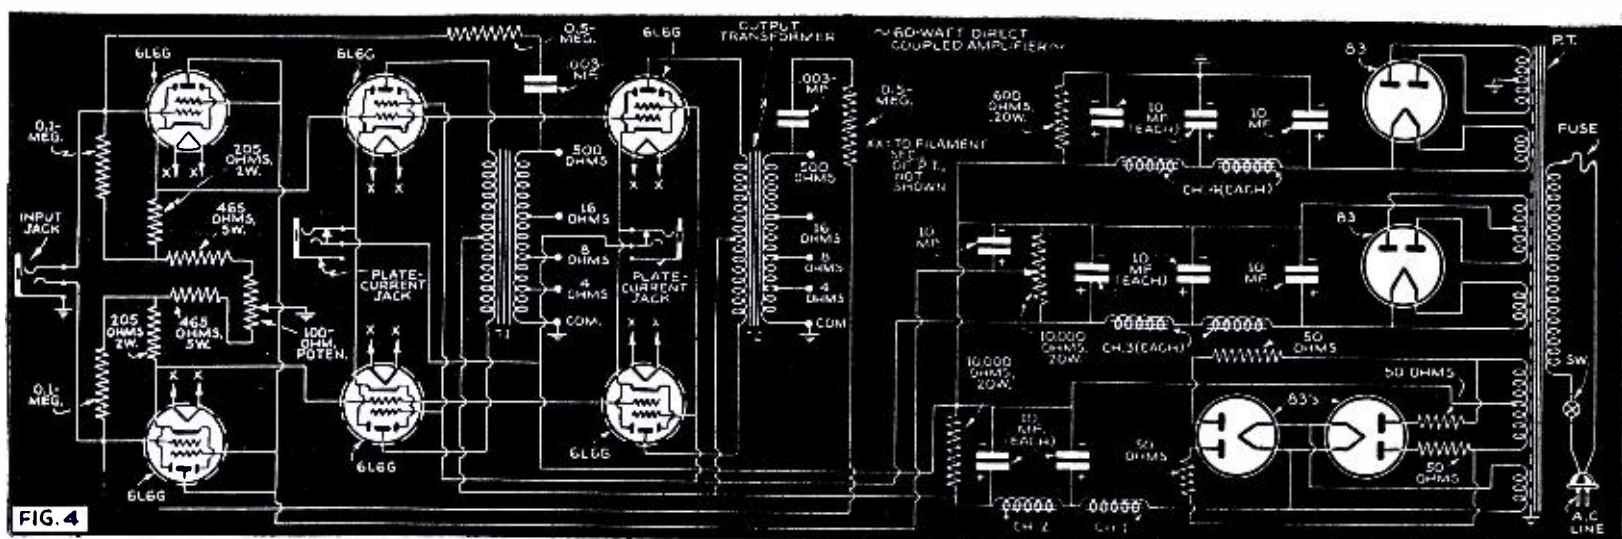 6L6G
0.5-
MEG.
6L6G
.003-
MF.
6L6G
OUTPUT
TRANSFORMER
~60-WATT DIRECT
COUPLED AMPLIFIER~
.003-
MF.
0.5-
MEG.
XX: TO FILAMENT
SEC.
OF P.T.,
NOT
SHOWN
600
OHMS,
20W.
10
MF.
(EACH)
10
MF.
CH.4(EACH)
83
P.T.
FUSE
0.1-
MEG.
X X
205
OHMS,
2W.
X X
X X
500
OHMS
X
500
OHMS
INPUT
JACK
465
OHMS,
5W.
PLATE-
CURRENT
JACK
16
OHMS
8
OHMS
4
OHMS
COM.
PLATE-
CURRENT
JACK
16
OHMS
8
OHMS
4
OHMS
COM
10
MF.
10
MF.
(EACH)
10
MF.
83
205
OHMS
2W.
465
OHMS,
5W.
100-
OHM
POTEN.
X X
X X
T1
10,000
OHMS,
20W.
CH.3(EACH)
50
OHMS
SW.
0.1-
MEG.
X X
6L6G
6L6G
6L6G
10,000
OHMS,
20W.
10
MF.
(EACH)
50
OHMS
83's
50 OHMS
50
OHMS
CH.2
CH.1
A.C.
LINE
FIG. 4